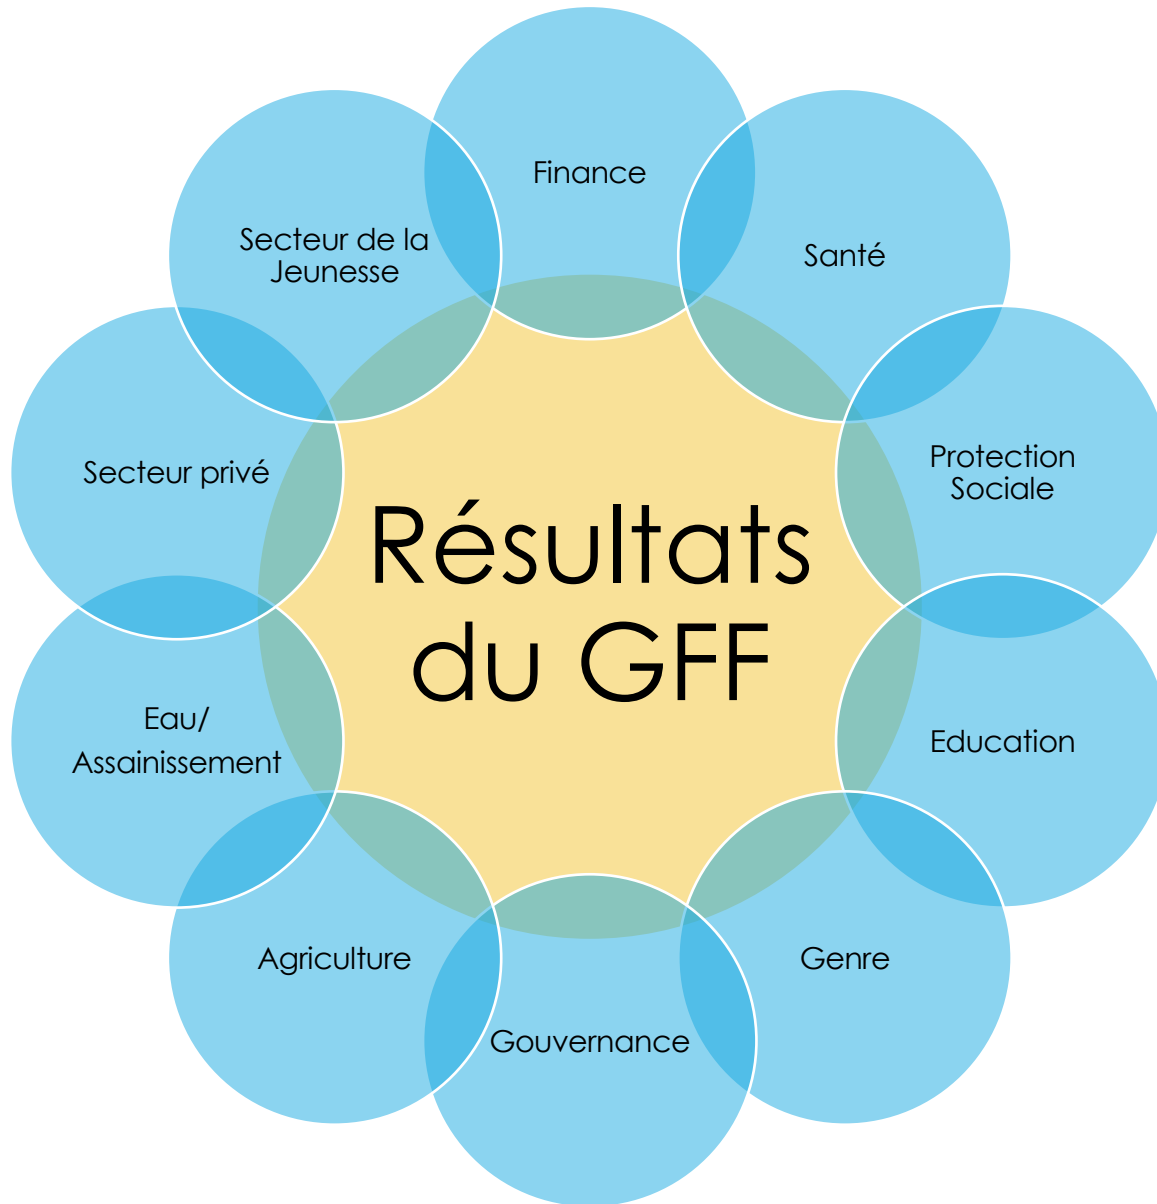 Finance
Santé
Protection
Sociale
Education
Genre
Gouvernance
Agriculture
Eau/
Assainissement
Secteur privé
Secteur de la
Jeunesse
Résultats
du GFF